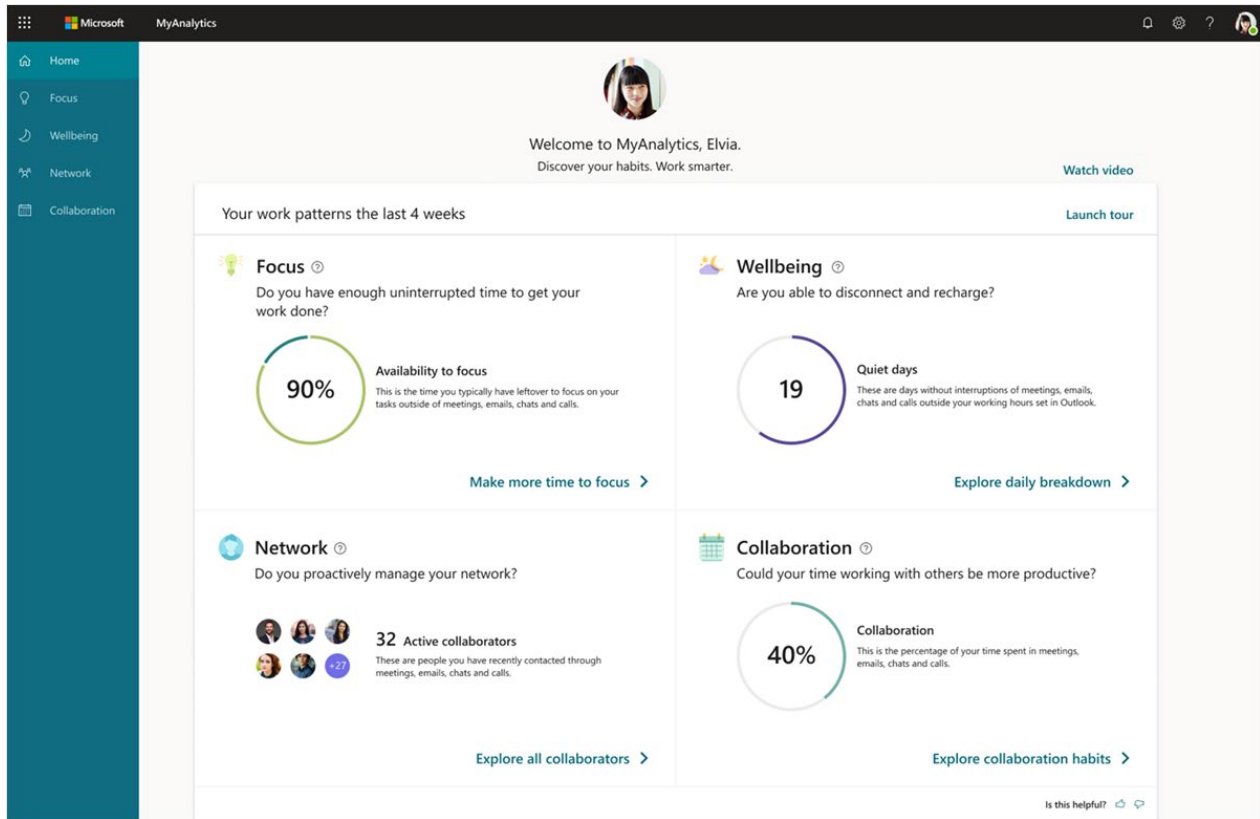 Microsoft MyAnalytics
Home
Focus
Wellbeing
Network
Collaboration
Welcome to MyAnalytics, Elvia.
Discover your habits. Work smarter.
Watch video
Your work patterns the last 4 weeks
Launch tour
Focus
Do you have enough uninterrupted time to get your
work done?
90%
Availability to focus
This is the time you typically have leftover to focus on your
tasks outside of meetings, emails, chats and calls.
Make more time to focus
Wellbeing
Are you able to disconnect and recharge?
19
Quiet days
These are days without interruptions of meetings, emails,
chats and calls outside your working hours set in Outlook.
Explore daily breakdown
Network
Do you proactively manage your network?
+27
32 Active collaborators
These are people you have recently contacted through
meetings, emails, chats and calls.
Explore all collaborators
Collaboration
Could your time working with others be more productive?
40%
Collaboration
This is the percentage of your time spent in meetings,
emails, chats and calls.
Explore collaboration habits
Is this helpful?